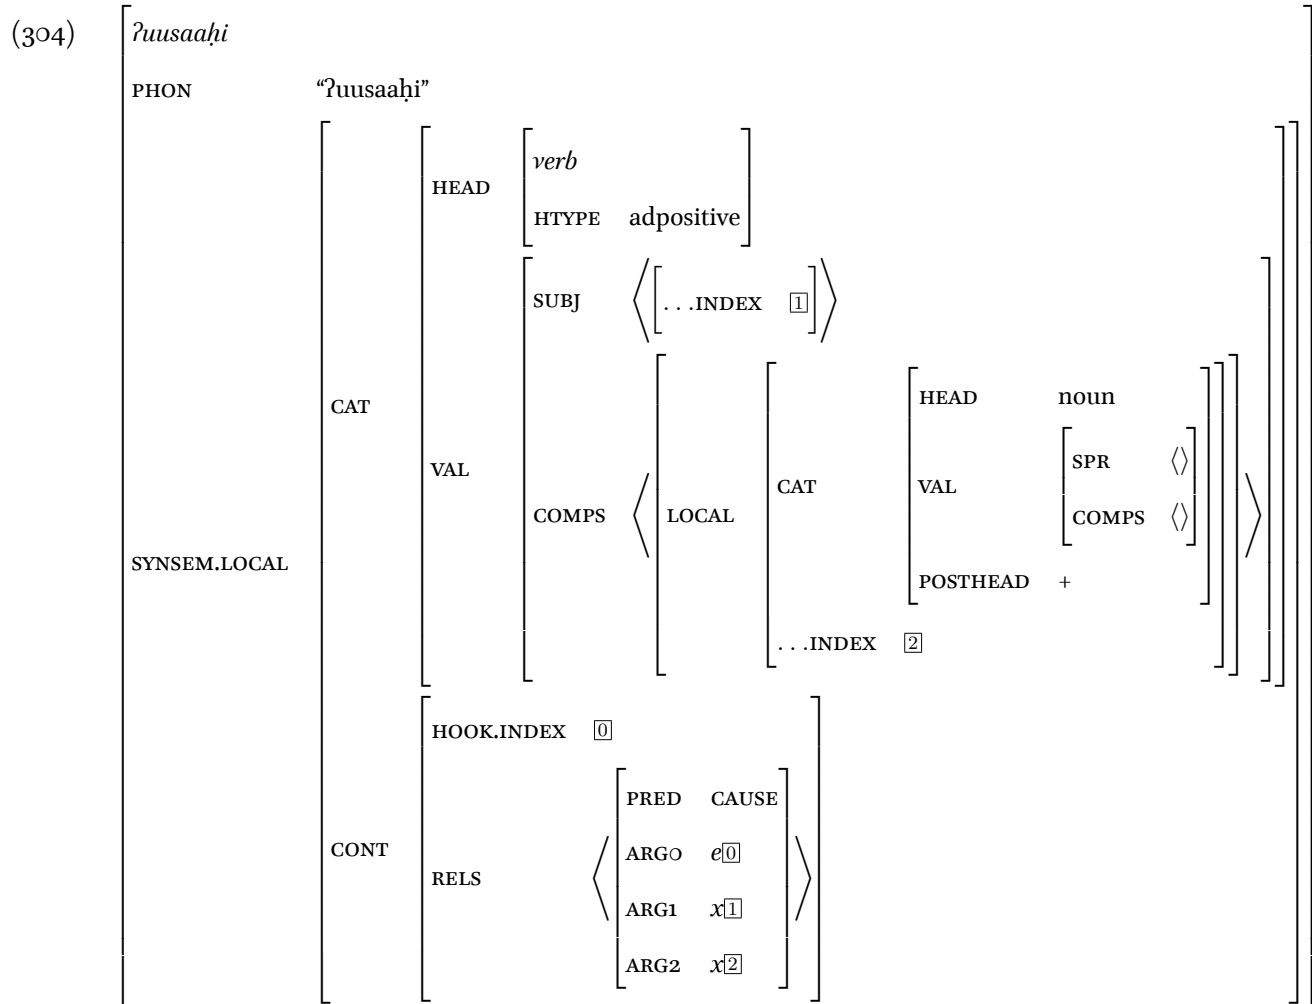 (304)
ʔuusaaḥi
PHON “ʔuusaaḥi”
verb
HEAD
HTYPE adpositive
SUBJ ⟨[...INDEX 1]⟩
HEAD noun
CAT
SPR ⟨⟩
VAL
CAT VAL
COMPS ⟨ LOCAL
COMPS ⟨⟩
SYNSEM.LOCAL
POSTHEAD +
...INDEX 2
HOOK.INDEX 0
PRED CAUSE
CONT
ARG0 e0
RELS
ARG1 x1
ARG2 x2